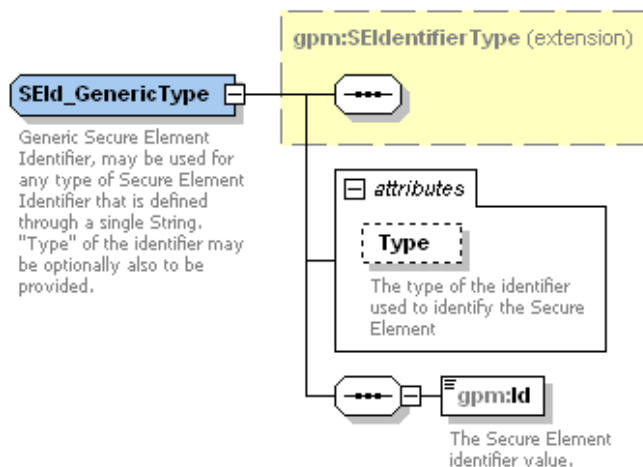 gpm:SEIdentifierType (extension)
SEId_GenericType
Generic Secure Element
Identifier, may be used for
any type of Secure Element
Identifier that is defined
through a single String.
"Type" of the identifier may
be optionally also to be
provided.
attributes
Type
The type of the identifier
used to identify the Secure
Element
gpm:Id
The Secure Element
identifier value.